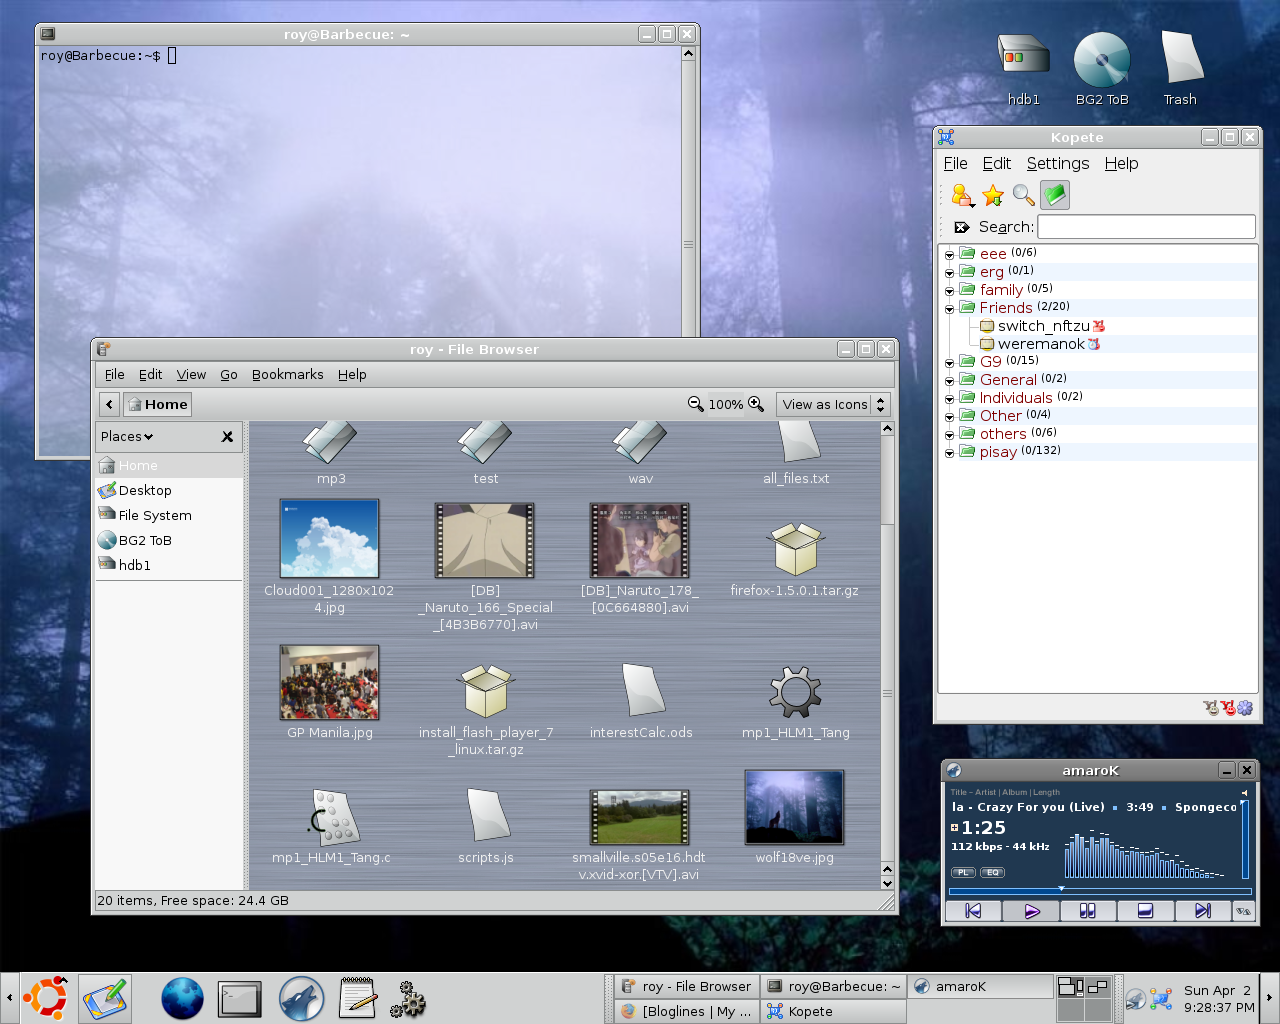 roy@Barbecue: ~
roy@Barbecue:~$
hdb1
BG2 ToB
Trash
Kopete
File Edit Settings Help
Search:
eee (0/6)
erg (0/1)
family (0/5)
Friends (2/20)
switch_nftzu
weremanok
G9 (0/15)
General (0/2)
Individuals (0/2)
Other (0/4)
others (0/6)
pisay (0/132)
roy - File Browser
File Edit View Go Bookmarks Help
Home
100%
View as Icons
Places
Home
Desktop
File System
BG2 ToB
hdb1
mp3
test
wav
all_files.txt
Cloud001_1280x102
4.jpg
[DB]
_Naruto_166_Special
_[4B3B6770].avi
[DB]_Naruto_178_
[0C664880].avi
firefox-1.5.0.1.tar.gz
GP Manila.jpg
install_flash_player_7
_linux.tar.gz
interestCalc.ods
mp1_HLM1_Tang
.C
mp1_HLM1_Tang.c
scripts.js
smallville.s05e16.hdt
v.xvid-xor.[VTV].avi
wolf18ve.jpg
20 items, Free space: 24.4 GB
amaroK
Title - Artist | Album | Length
la - Crazy For you (Live) 3:49 Spongeco
1:25
112 kbps - 44 kHz
PL EQ
roy - File Browser
roy@Barbecue: ~
amaroK
[Bloglines | My ...
Kopete
Sun Apr 2
9:28:37 PM